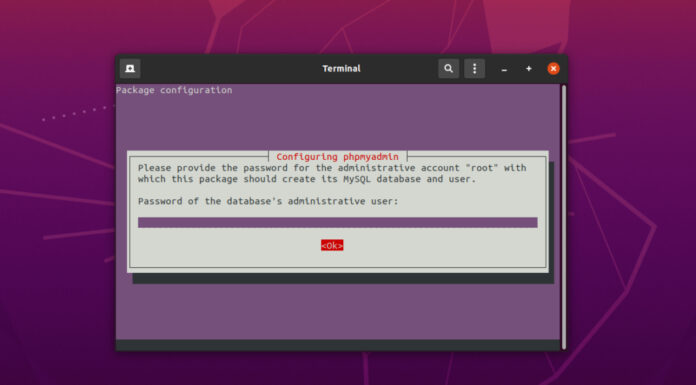 Terminal
Package configuration
Configuring phpmyadmin
Please provide the password for the administrative account "root" with
which this package should create its MySQL database and user.
Password of the database's administrative user:
<Ok>